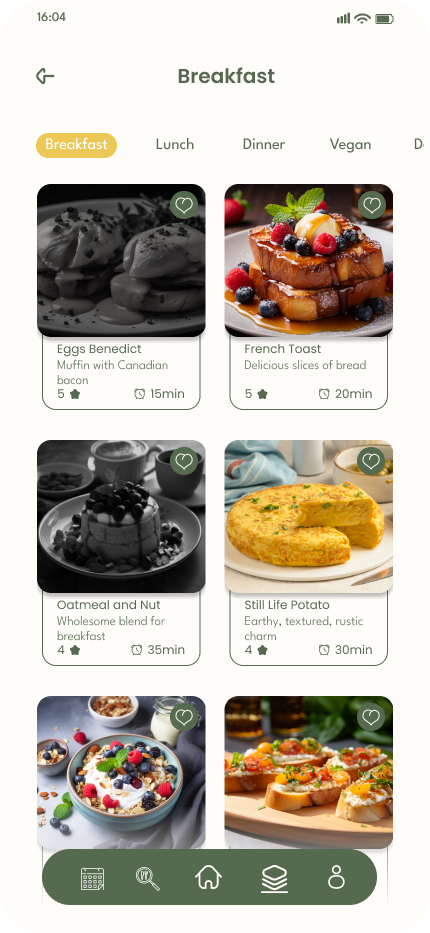 16:04
Breakfast
Breakfast Lunch Dinner Vegan
Eggs Benedict
Muffin with Canadian
bacon
5 15min
French Toast
Delicious slices of bread
5 20min
Oatmeal and Nut
Wholesome blend for
breakfast
4 35min
Still Life Potato
Earthy, textured, rustic
charm
4 30min